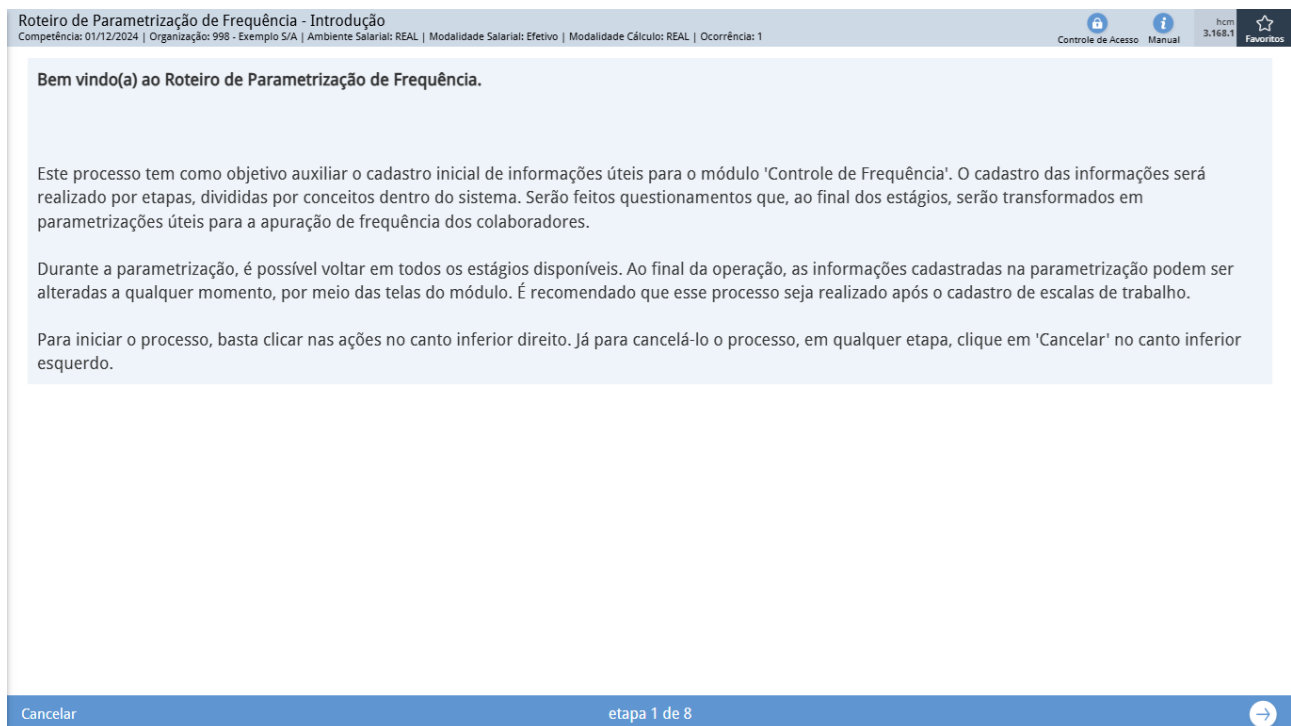 Roteiro de Parametrização de Frequência - Introdução
Competência: 01/12/2024 | Organização: 998 - Exemplo S/A | Ambiente Salarial: REAL | Modalidade Salarial: Efetivo | Modalidade Cálculo: REAL | Ocorrência: 1
Controle de Acesso
Manual
hcm
3.168.1
Favoritos
Bem vindo(a) ao Roteiro de Parametrização de Frequência.
Este processo tem como objetivo auxiliar o cadastro inicial de informações úteis para o módulo 'Controle de Frequência'. O cadastro das informações será
realizado por etapas, divididas por conceitos dentro do sistema. Serão feitos questionamentos que, ao final dos estágios, serão transformados em
parametrizações úteis para a apuração de frequência dos colaboradores.
Durante a parametrização, é possível voltar em todos os estágios disponíveis. Ao final da operação, as informações cadastradas na parametrização podem ser
alteradas a qualquer momento, por meio das telas do módulo. É recomendado que esse processo seja realizado após o cadastro de escalas de trabalho.
Para iniciar o processo, basta clicar nas ações no canto inferior direito. Já para cancelá-lo o processo, em qualquer etapa, clique em 'Cancelar' no canto inferior
esquerdo.
Cancelar
etapa 1 de 8